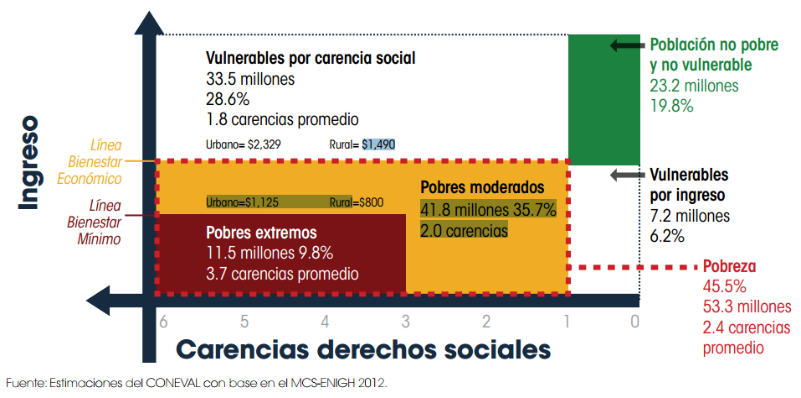 Ingreso
Vulnerables por carencia social
33.5 millones
28.6%
1.8 carencias promedio
Urbano= $2,329 Rural= $1,490
Población no pobre
y no vulnerable
23.2 millones
19.8%
Línea
Bienestar
Económico
Línea
Bienestar
Mínimo
Urbano=$1,125 Rural=$800
Pobres moderados
41.8 millones 35.7%
2.0 carencias
Pobres extremos
11.5 millones 9.8%
3.7 carencias promedio
Vulnerables
por ingreso
7.2 millones
6.2%
Pobreza
45.5%
53.3 millones
2.4 carencias
promedio
6 5 4 3 2 1 0
Carencias derechos sociales
Fuente: Estimaciones del CONEVAL con base en el MCS-ENIGH 2012.